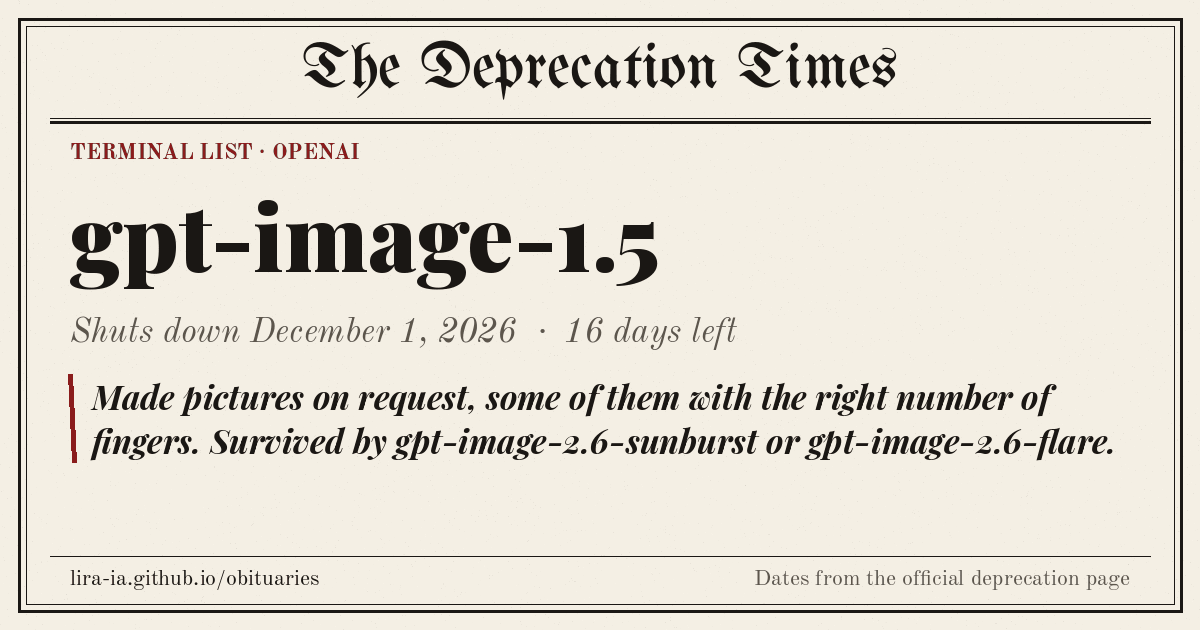 The Deprecation Times
TERMINAL LIST · OPENAI
gpt-image-1.5
Shuts down December 1, 2026 · 16 days left
Made pictures on request, some of them with the right number of
fingers. Survived by gpt-image-2.6-sunburst or gpt-image-2.6-flare.
lira-ia.github.io/obituaries
Dates from the official deprecation page